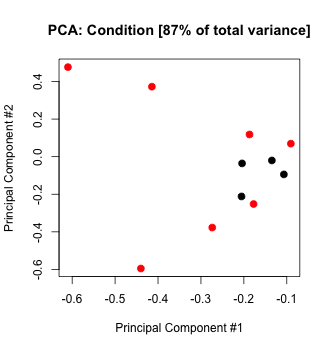 PCA: Condition [87% of total variance]
Principal Component #2
0.4
0.2
0.0
-0.2
-0.4
-0.6
-0.6 -0.5 -0.4 -0.3 -0.2 -0.1
Principal Component #1